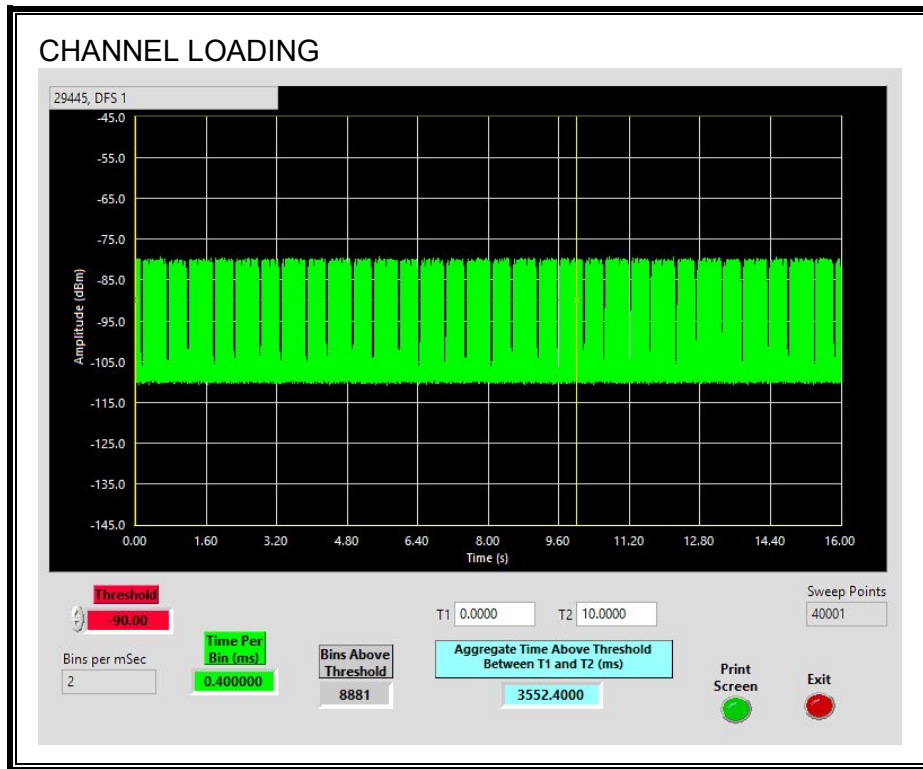 CHANNEL LOADING
29445, DFS 1
-45.0
-55.0
-65.0
-75.0
-85.0
-95.0
-105.0
-115.0
-125.0
-135.0
-145.0
Amplitude (dBm)
0.00 1.60 3.20 4.80 6.40 8.00 9.60 11.20 12.80 14.40 16.00
Time (s)
Threshold
-90.00
Bins per mSec
2
Time Per
Bin (ms)
0.400000
Bins Above
Threshold
8881
T1 0.0000 T2 10.0000
Aggregate Time Above Threshold
Between T1 and T2 (ms)
3552.4000
Print
Screen
Sweep Points
40001
Exit